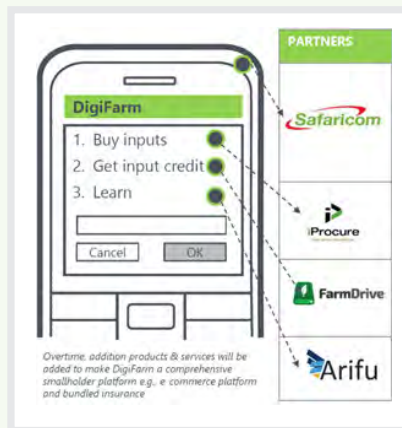 PARTNERS
DigiFarm
1. Buy inputs
2. Get input credit
3. Learn
Cancel
OK
Safaricom
iProcure
FarmDrive
Arifu
Overtime, addition products & services will be
added to make DigiFarm a comprehensive
smallholder platform e.g., e commerce platform
and bundled insurance